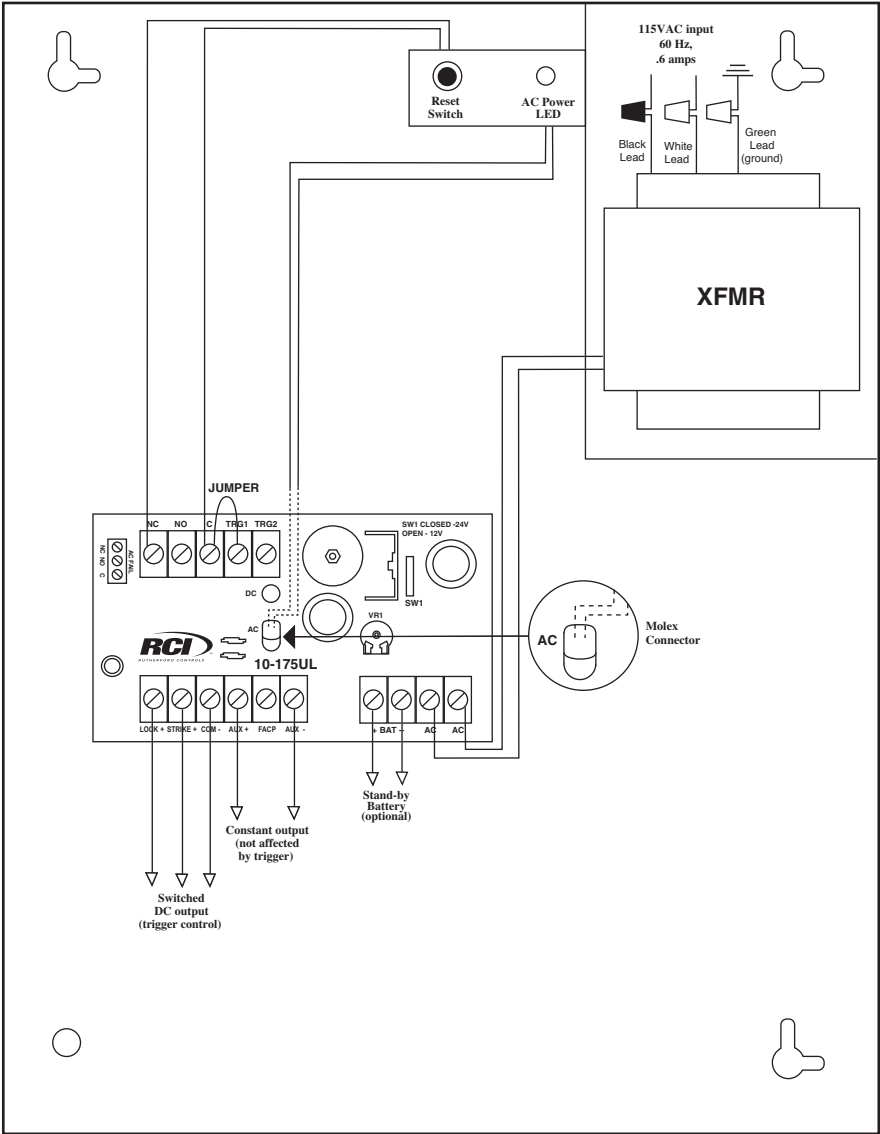 115VAC input
60 Hz,
.6 amps
Reset
Switch
AC Power
LED
Black
Lead
White
Lead
Green
Lead
(ground)
XFMR
JUMPER
NC NO C TRG1 TRG2
SW1 CLOSED -24V
OPEN - 12V
AC FAIL
NC NO C
DC
SW1
AC
VR1
AC
Molex
Connector
RCI
RUTHERFORD CONTROLS
10-175UL
LOCK + STRIKE + COM - AUX + FACP AUX -
+ BAT - AC AC
Stand-by
Battery
(optional)
Constant output
(not affected
by trigger)
Switched
DC output
(trigger control)